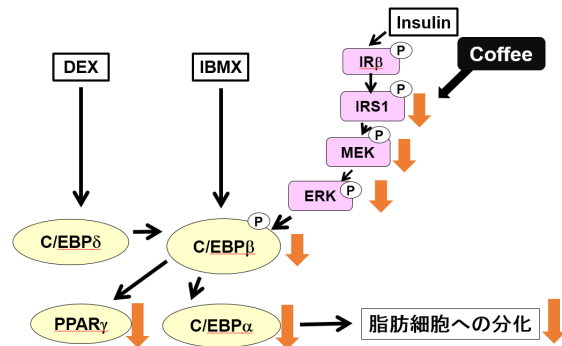 Insulin
P
IRβ
DEX
IBMX
Coffee
P
IRS1
P
MEK
ERK
P
P
C/EBPδ
C/EBPβ
PPARγ
C/EBPα
脂肪細胞への分化